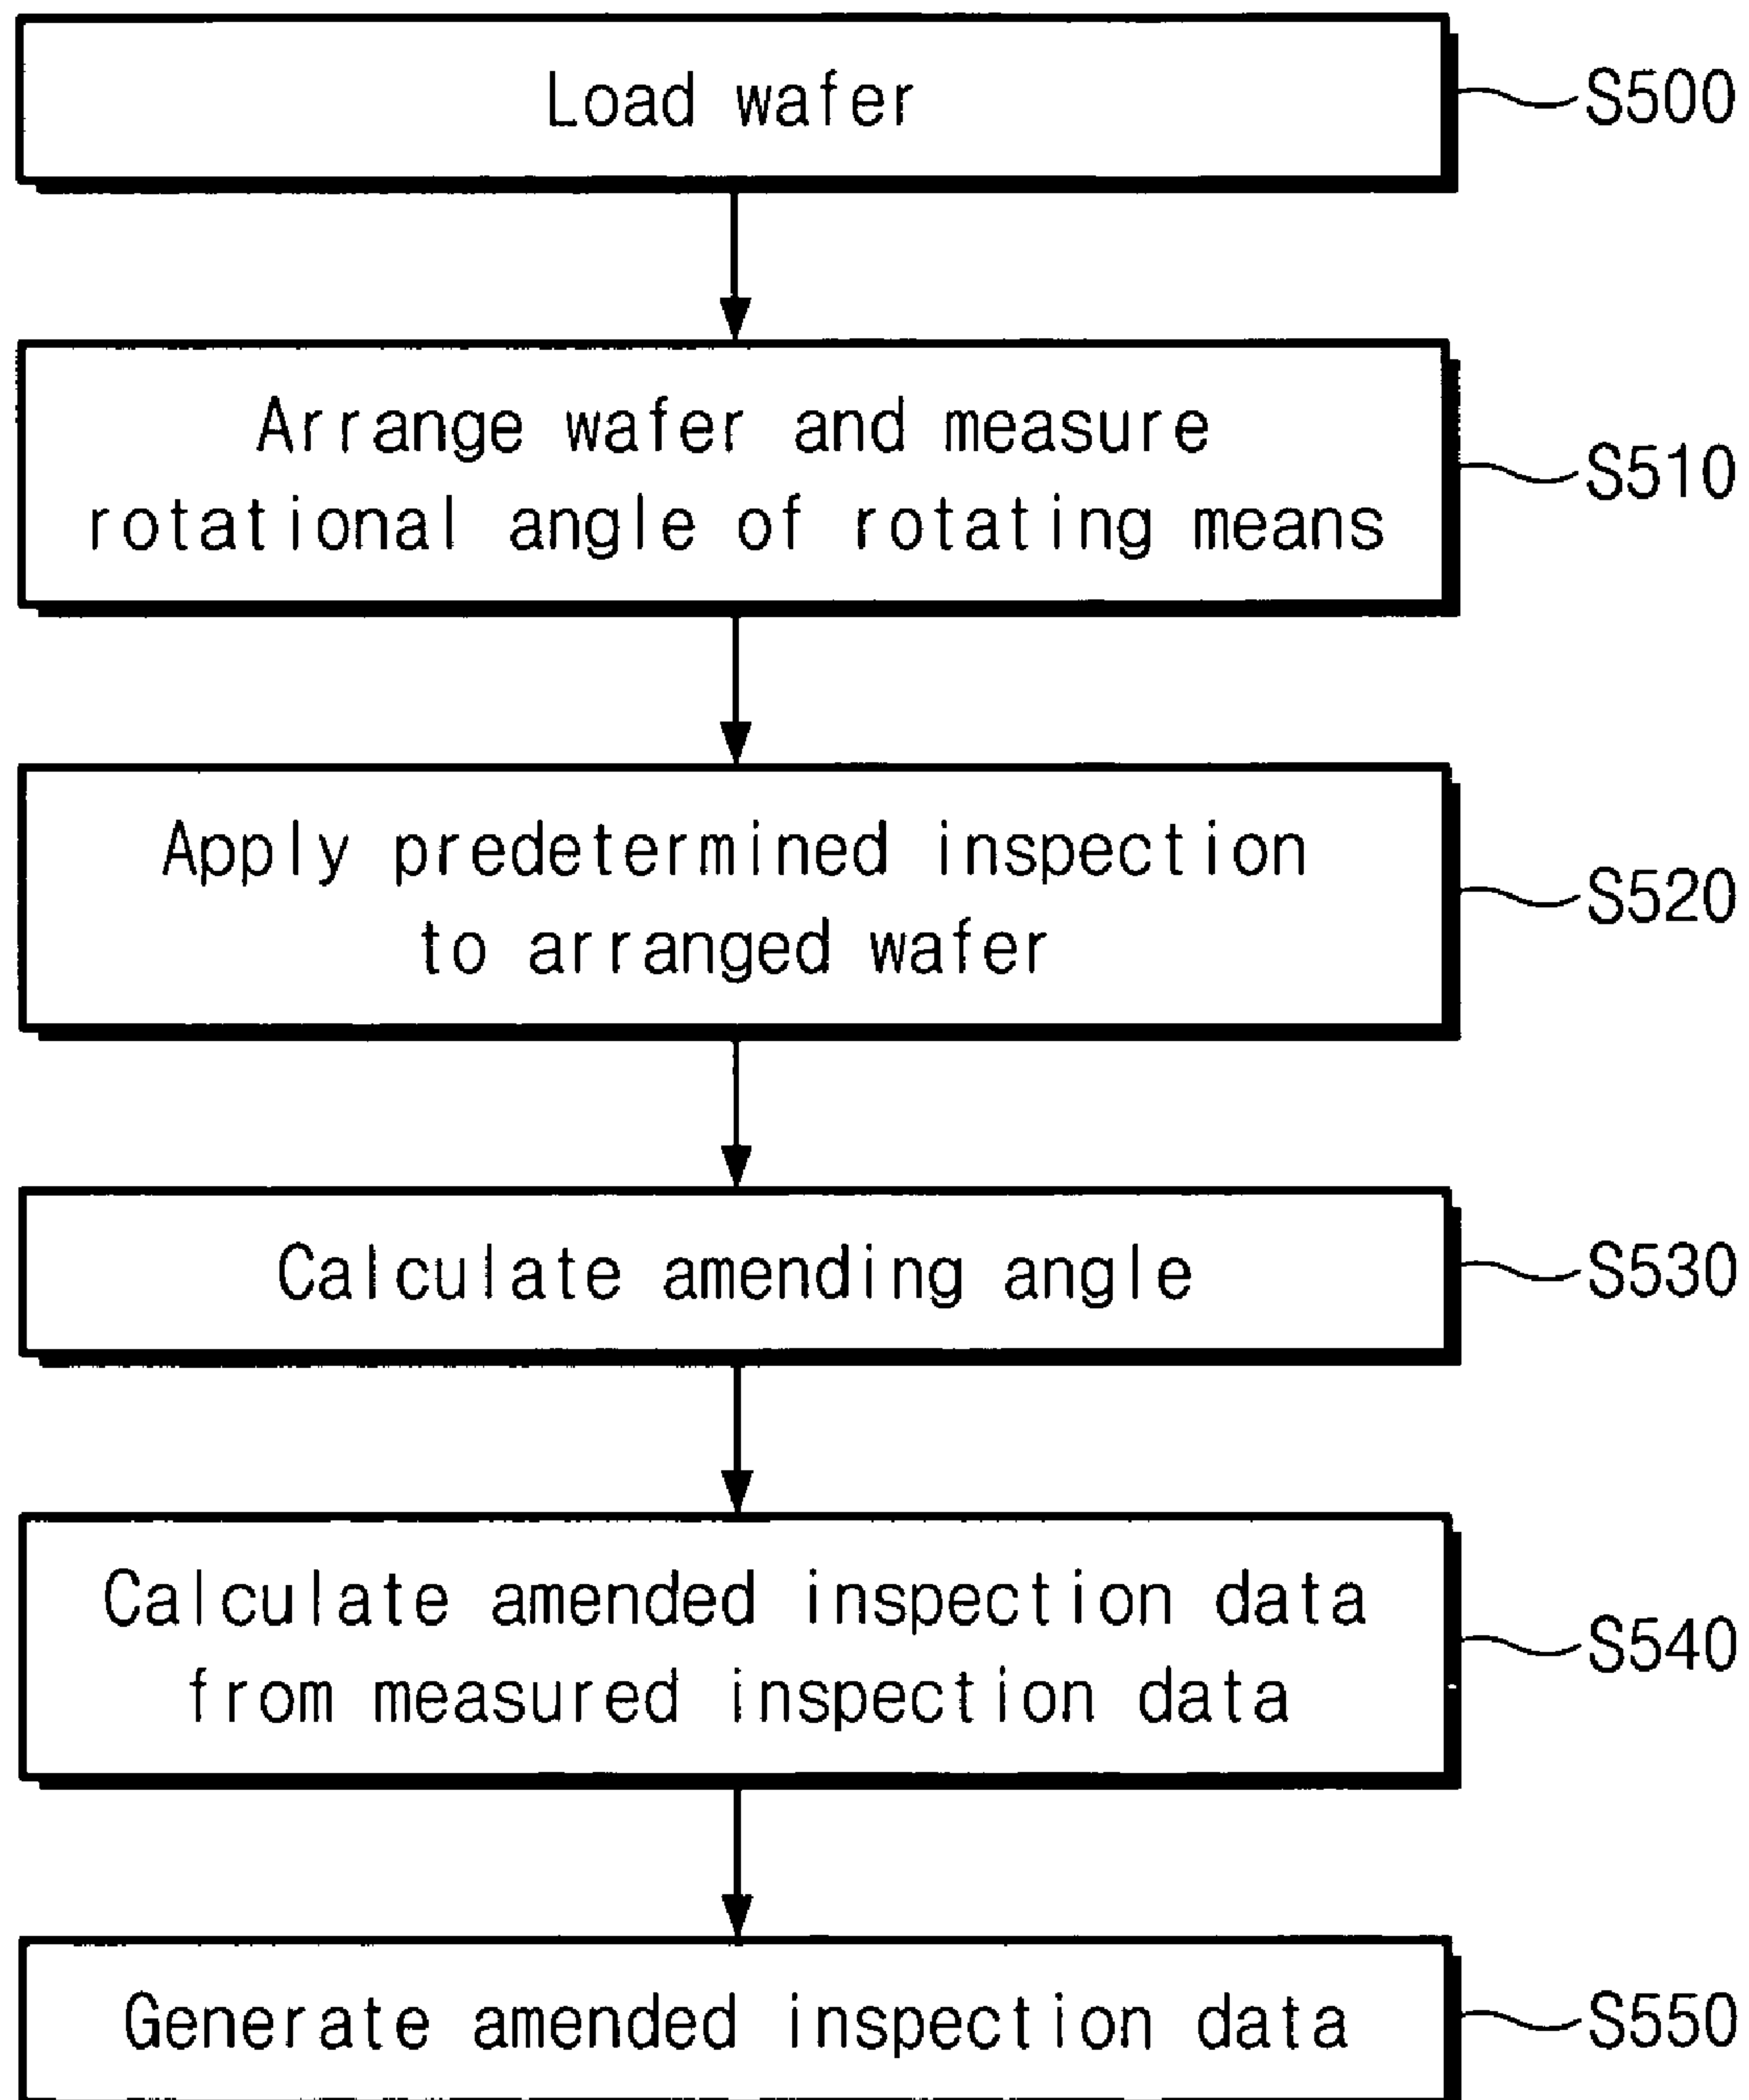 Load wafer
S500
Arrange wafer and measure
rotational angle of rotating means
S510
Apply predetermined inspection
to arranged wafer
S520
Calculate amending angle
S530
Calculate amended inspection data
from measured inspection data
S540
Generate amended inspection data
S550